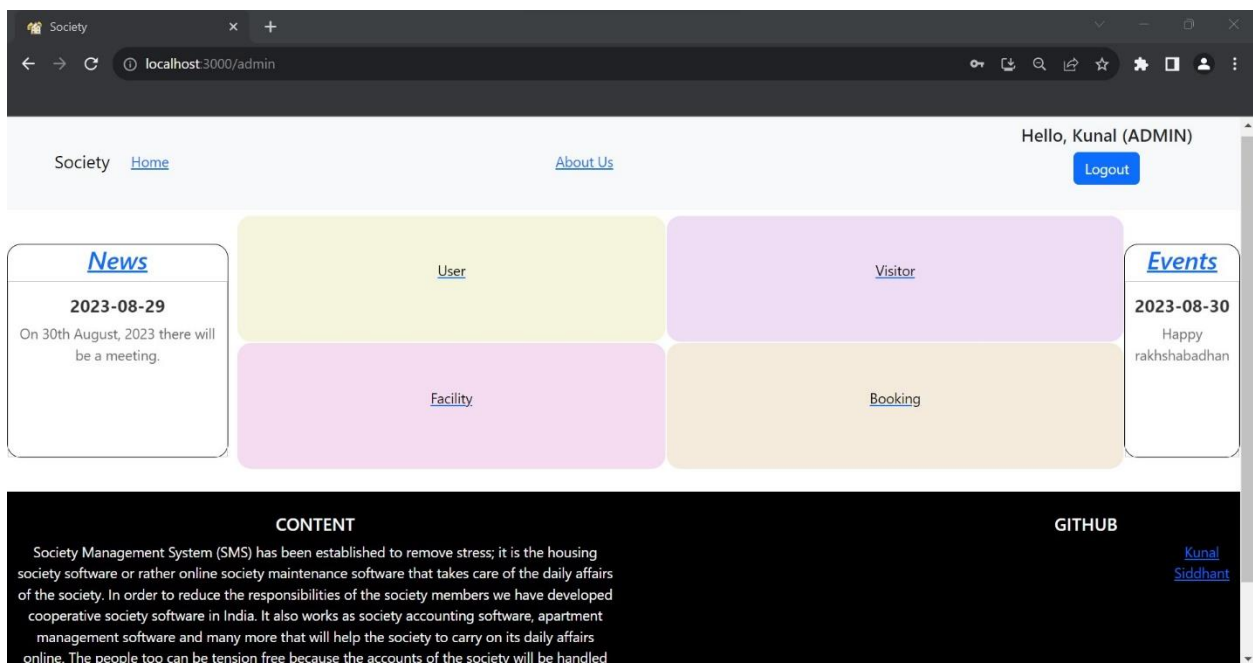 Society
localhost:3000/admin
Hello, Kunal (ADMIN)
Society Home About Us
Logout
News
2023-08-29
On 30th August, 2023 there will
be a meeting.
User
Visitor
Facility
Booking
Events
2023-08-30
Happy
rakhshabadhan
CONTENT
Society Management System (SMS) has been established to remove stress; it is the housing
society software or rather online society maintenance software that takes care of the daily affairs
of the society. In order to reduce the responsibilities of the society members we have developed
cooperative society software in India. It also works as society accounting software, apartment
management software and many more that will help the society to carry on its daily affairs
online. The people too can be tension free because the accounts of the society will be handled
GITHUB
Kunal
Siddhant